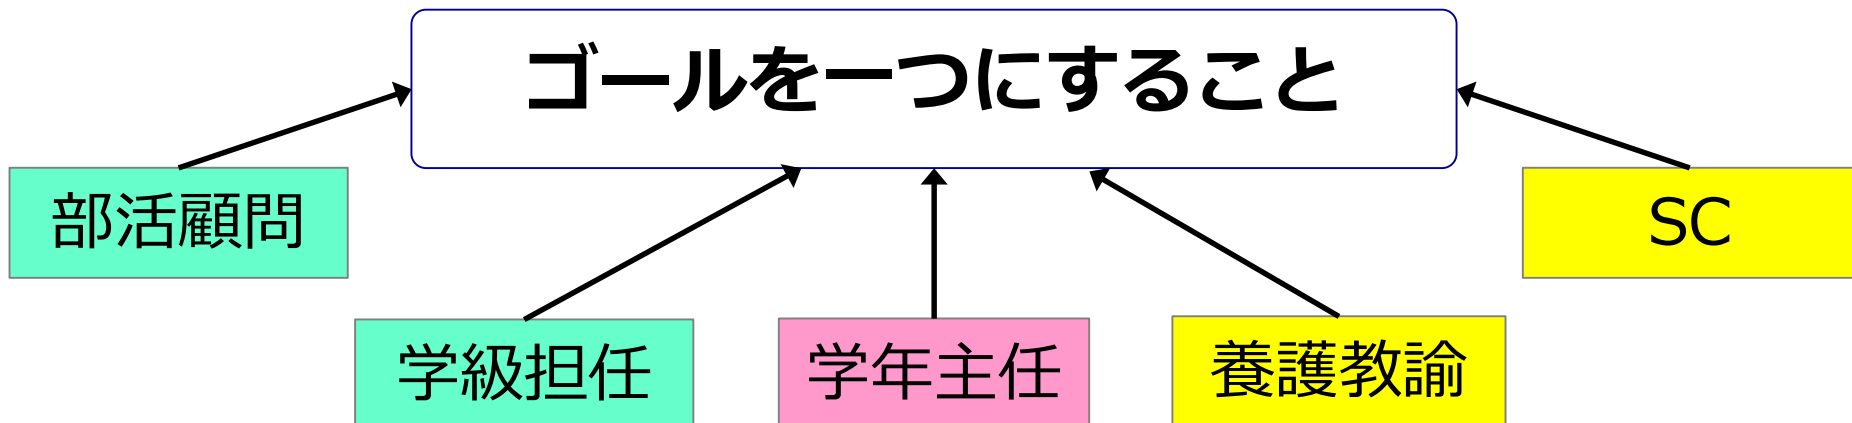 ゴールを一つにすること
部活顧問
SC
学級担任
学年主任
養護教諭